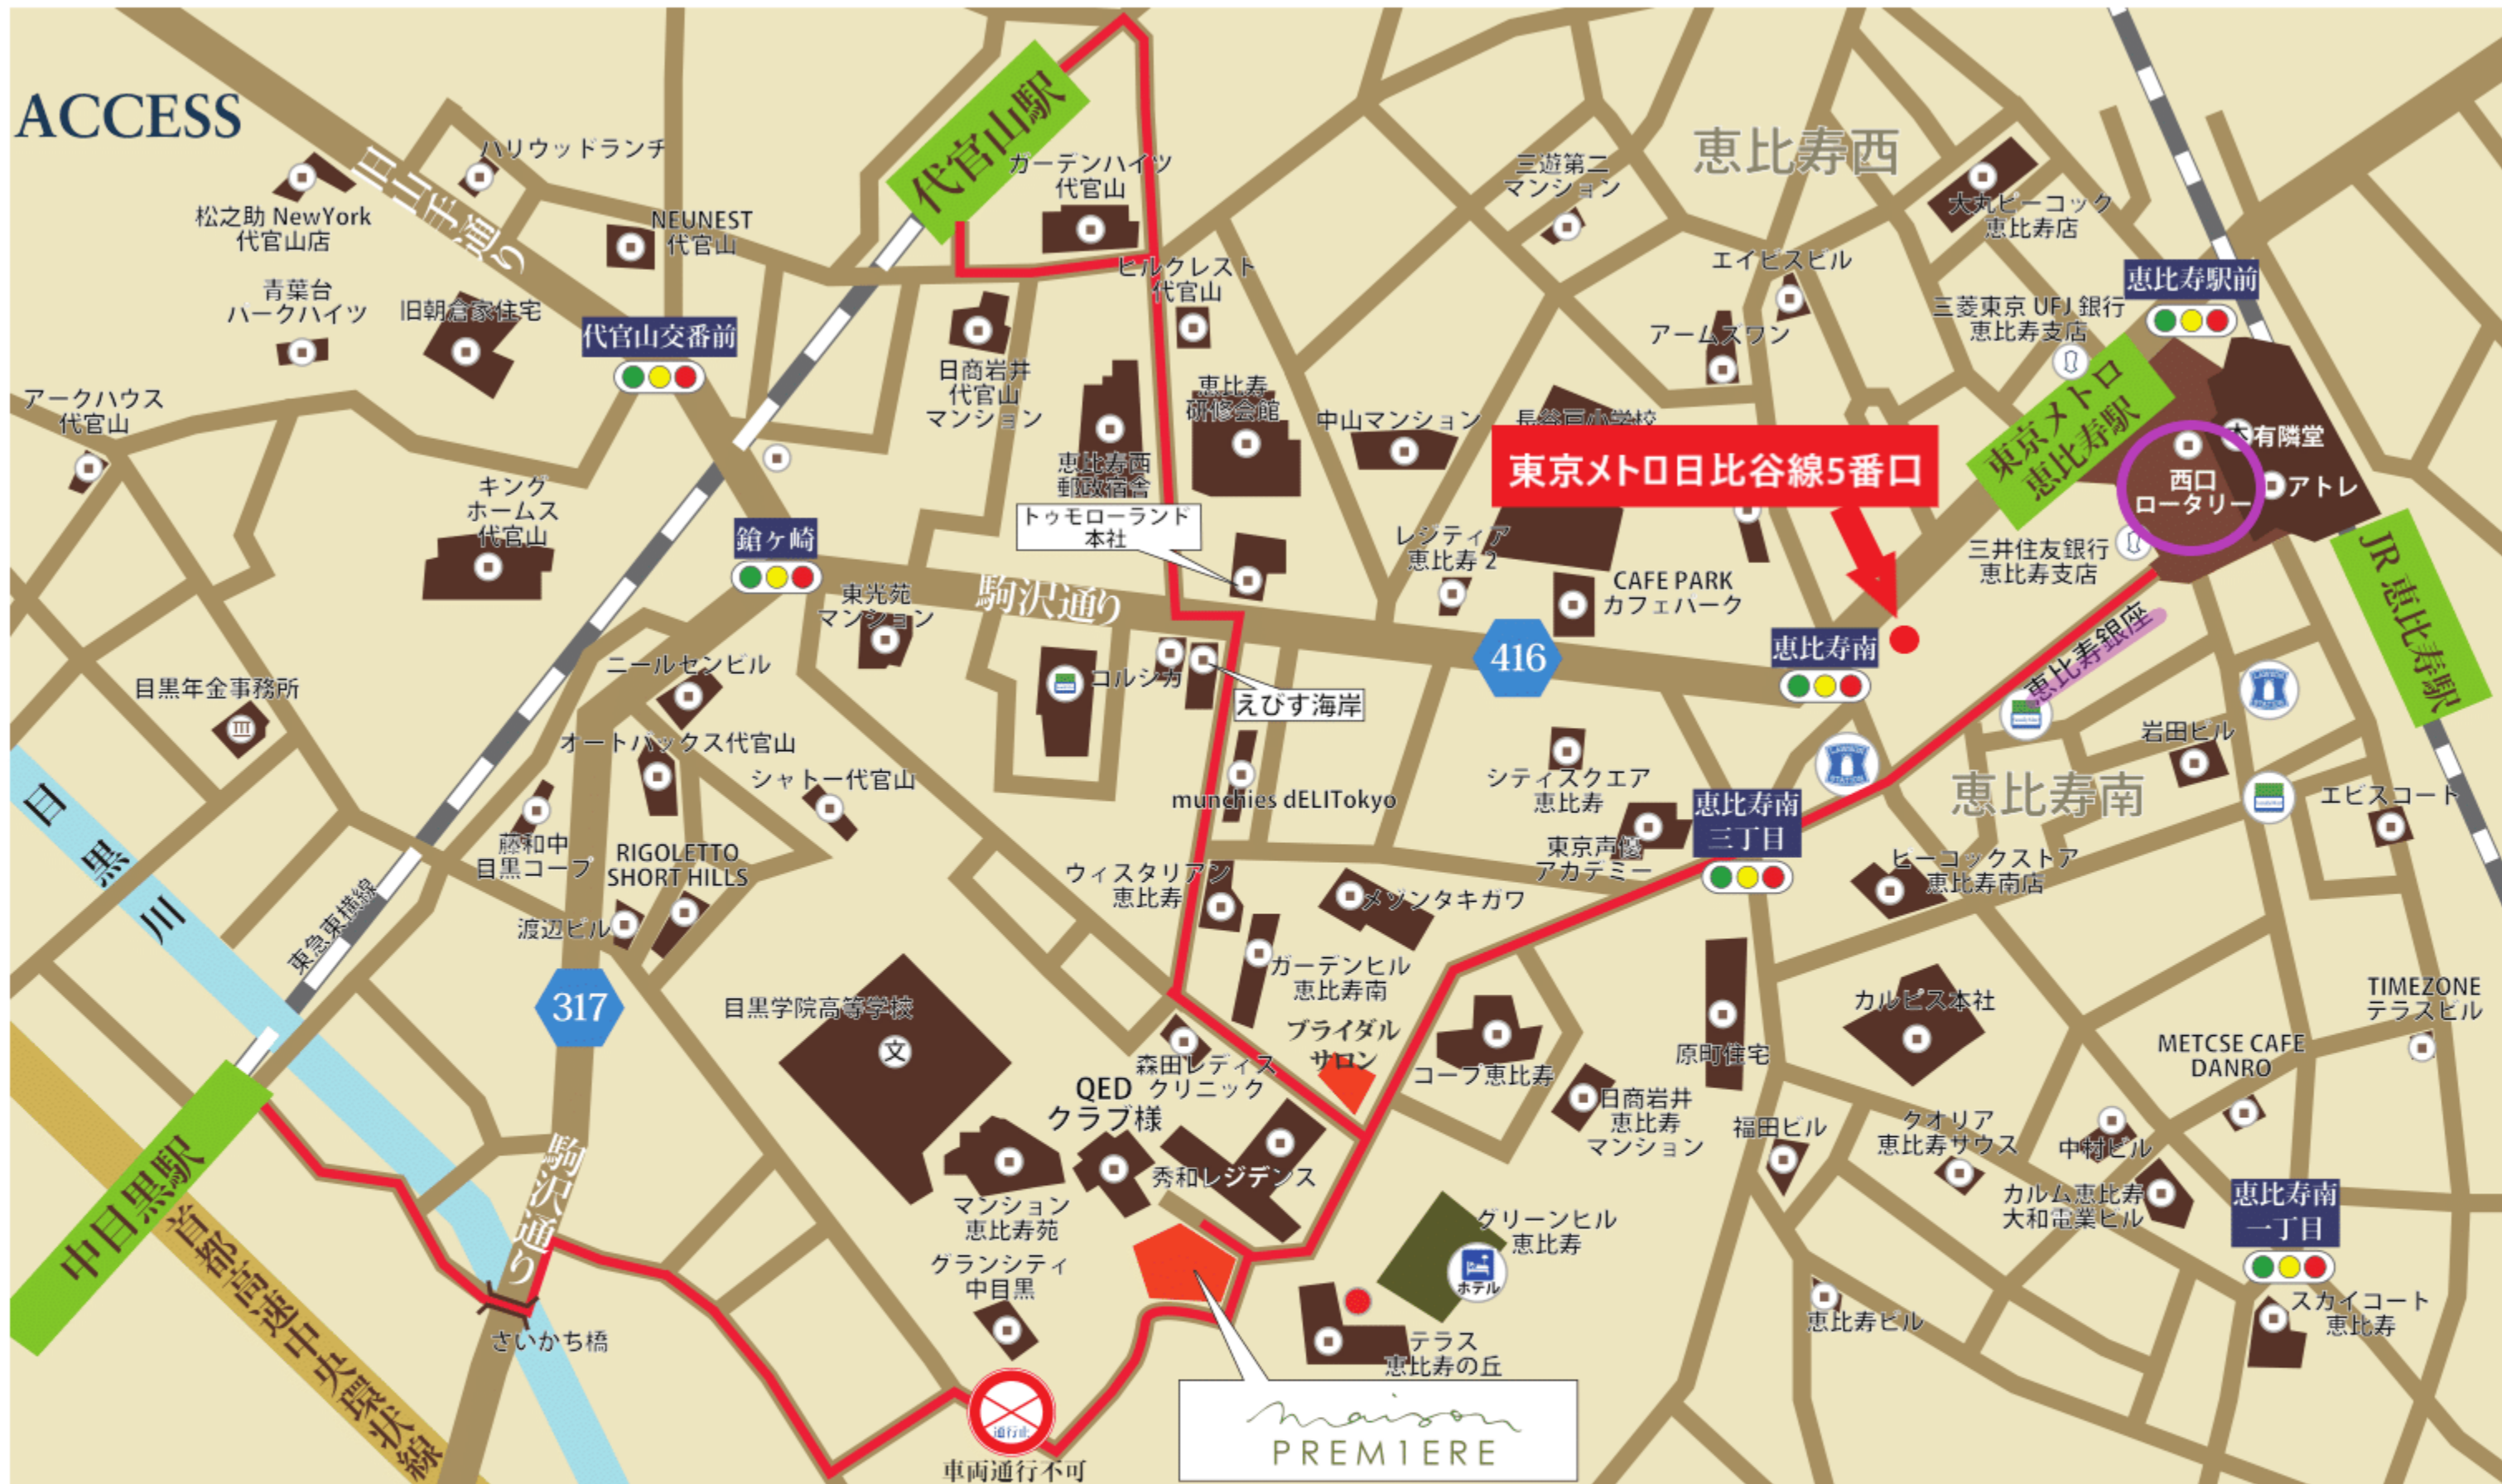 ACCESS
代官山駅
ハリウッドランチ
旧山手通り
松之助 NewYork
代官山店
NEUNEST
代官山
ガーデンハイツ
代官山
三遊第二
マンション
恵比寿西
大丸ピーコック
恵比寿店
青葉台
パークハイツ
旧朝倉家住宅
代官山交番前
ヒルクレスト
代官山
エイビスビル
アームズワン
三菱東京 UFJ 銀行
恵比寿支店
恵比寿駅前
アークハウス
代官山
日商岩井
代官山
マンション
恵比寿
研修会館
中山マンション
長谷戸小学校
東京メトロ
恵比寿駅
本有隣堂
西口
ロータリー
アトレ
東京メトロ日比谷線5番口
恵比寿西
郵政宿舎
キング
ホームス
代官山
トゥモローランド
本社
鎗ヶ崎
レジティア
恵比寿 2
三井住友銀行
恵比寿支店
JR 恵比寿駅
東光苑
マンション
駒沢通り
CAFE PARK
カフェパーク
416
恵比寿南
恵比寿銀座
LAWSON
STATION
目黒年金事務所
ニールセンビル
コルシカ
えびす海岸
岩田ビル
オートバックス代官山
シャトー代官山
munchies dELITokyo
シティスクエア
恵比寿
LAWSON
STATION
恵比寿南
エビスコート
恵比寿南
三丁目
目黒川
藤和中
目黒コープ
RIGOLETTO
SHORT HILLS
ウィスタリアン
恵比寿
東京声優
アカデミー
メゾンタキガワ
ピーコックストア
恵比寿南店
東急東横線
渡辺ビル
317
目黒学院高等学校
文
ガーデンヒル
恵比寿南
ブライダル
サロン
森田レディス
クリニック
コープ恵比寿
原町住宅
カルピス本社
TIMEZONE
テラスビル
METCSE CAFE
DANRO
QED
クラブ様
日商岩井
恵比寿
マンション
福田ビル
クオリア
恵比寿サウス
中村ビル
中目黒駅
首都高速中央環状線
駒沢通り
マンション
恵比寿苑
秀和レジデンス
グリーンヒル
恵比寿
ホテル
カルム恵比寿
大和電業ビル
恵比寿南
一丁目
グランシティ
中目黒
さいかち橋
テラス
恵比寿の丘
恵比寿ビル
スカイコート
恵比寿
通行止
車両通行不可
maison
PREM1ERE